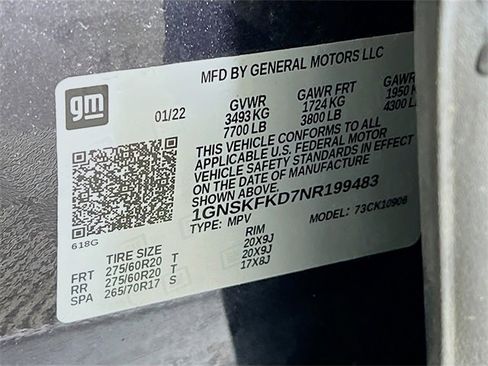 MFD BY GENERAL MOTORS LLC
gm
01/22
GVWR GAWR FRT GAWR
3493KG 1724 KG 1950 K
7700 LB 3800 LB 4300 LB
THIS VEHICLE CONFORMS TO ALL
APPLICABLE U.S. FEDERAL MOTOR
VEHICLE SAFETY STANDARDS IN
EFFECT ON THE DATE OF MANUFACTURE
SHOWN ABOVE.
1GNSKFKD7NR199483
TYPE: MPV MODEL: 73CK10906
618G
TIRE SIZE RIM
FRT 275/60R20 T 20X9J
RR 275/60R20 T 20X9J
SPA 265/70R17 S 17X8J